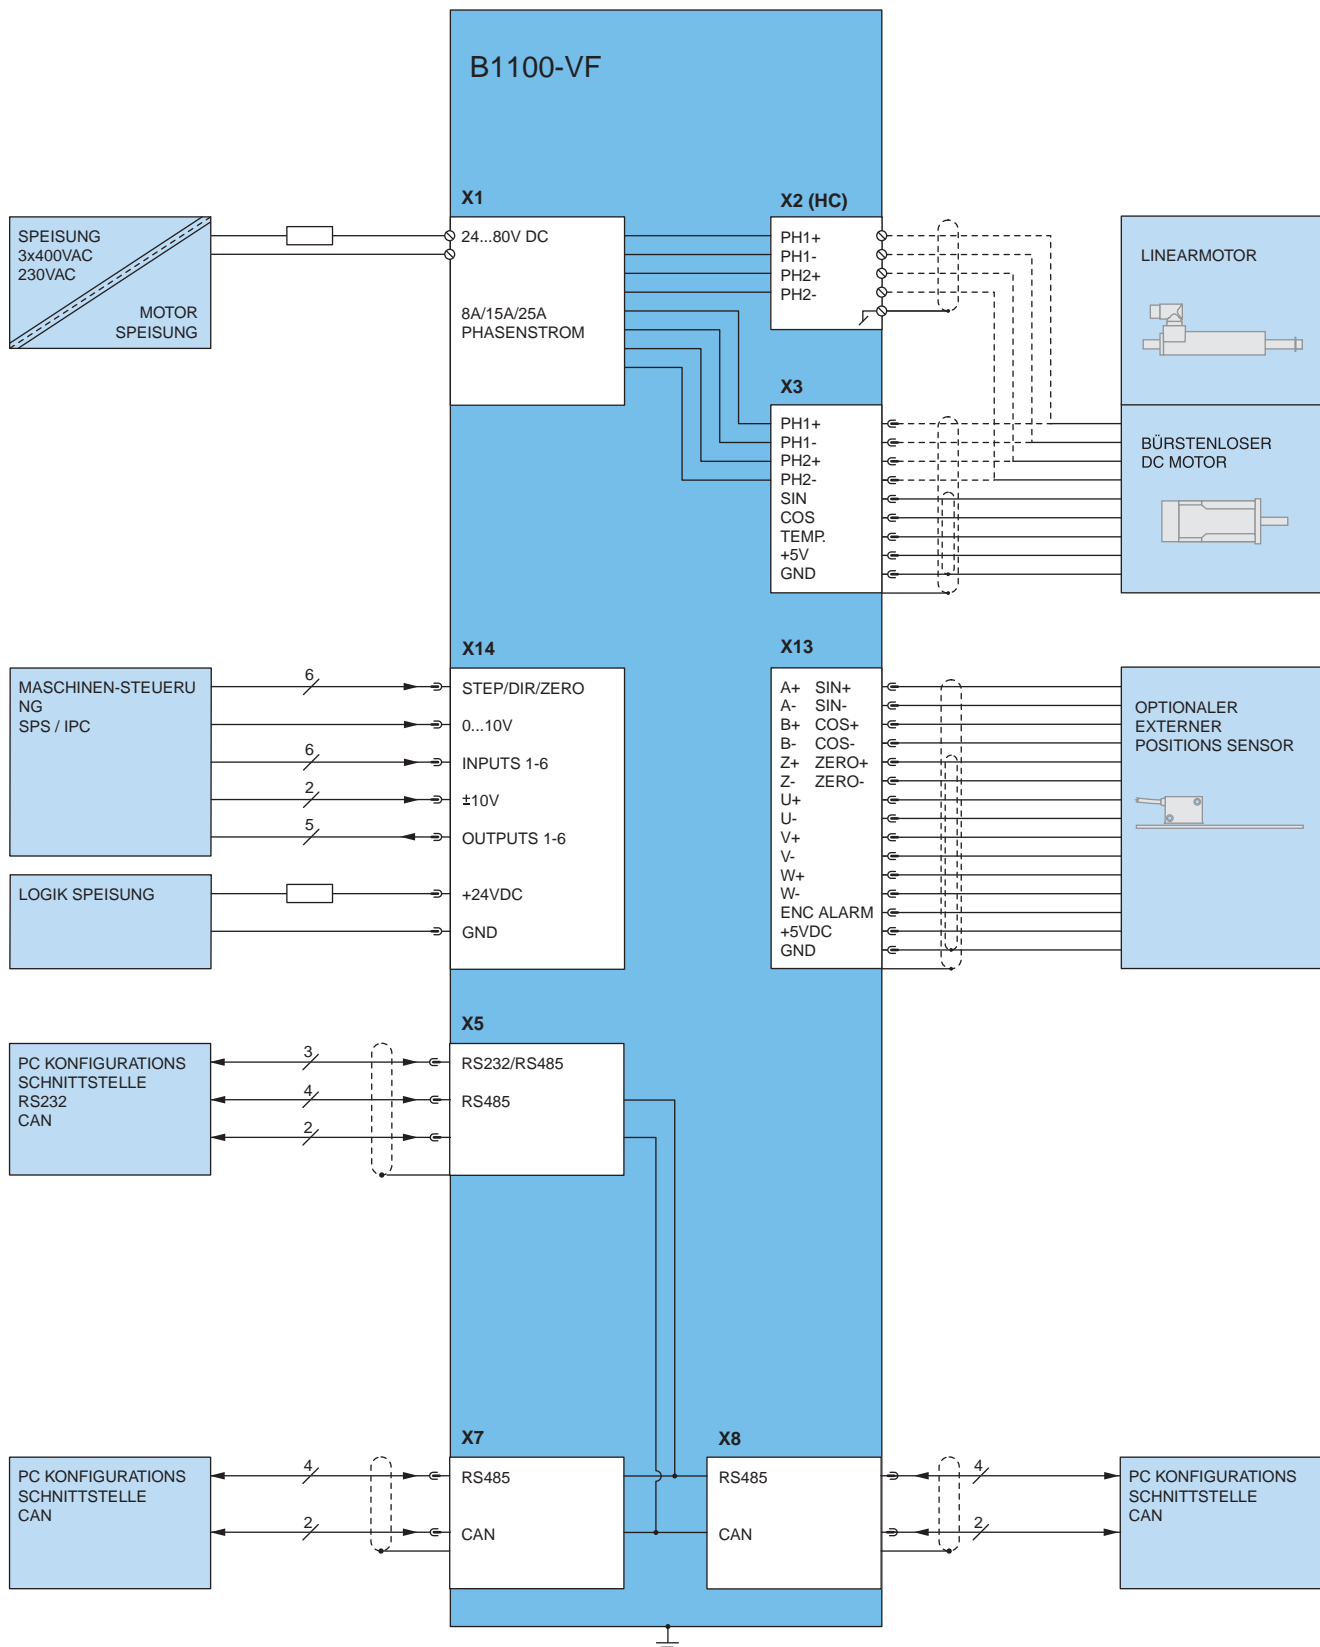 B1100-VF
X1
X2 (HC)
SPEISUNG
3x400VAC
230VAC
MOTOR
SPEISUNG
24...80V DC
8A/15A/25A
PHASENSTROM
PH1+
PH1-
PH2+
PH2-
LINEARMOTOR
X3
PH1+
PH1-
PH2+
PH2-
SIN
COS
TEMP.
+5V
GND
BÜRSTENLOSER
DC MOTOR
X14
X13
MASCHINEN-STEUERU
NG
SPS / IPC
6
6
2
5
STEP/DIR/ZERO
0...10V
INPUTS 1-6
±10V
OUTPUTS 1-6
LOGIK SPEISUNG
+24VDC
GND
A+ SIN+
A- SIN-
B+ COS+
B- COS-
Z+ ZERO+
Z- ZERO-
U+
U-
V+
V-
W+
W-
ENC ALARM
+5VDC
GND
OPTIONALER
EXTERNER
POSITIONS SENSOR
X5
PC KONFIGURATIONS
SCHNITTSTELLE
RS232
CAN
3
4
2
RS232/RS485
RS485
X7
X8
PC KONFIGURATIONS
SCHNITTSTELLE
CAN
4
2
RS485
CAN
RS485
CAN
4
2
PC KONFIGURATIONS
SCHNITTSTELLE
CAN